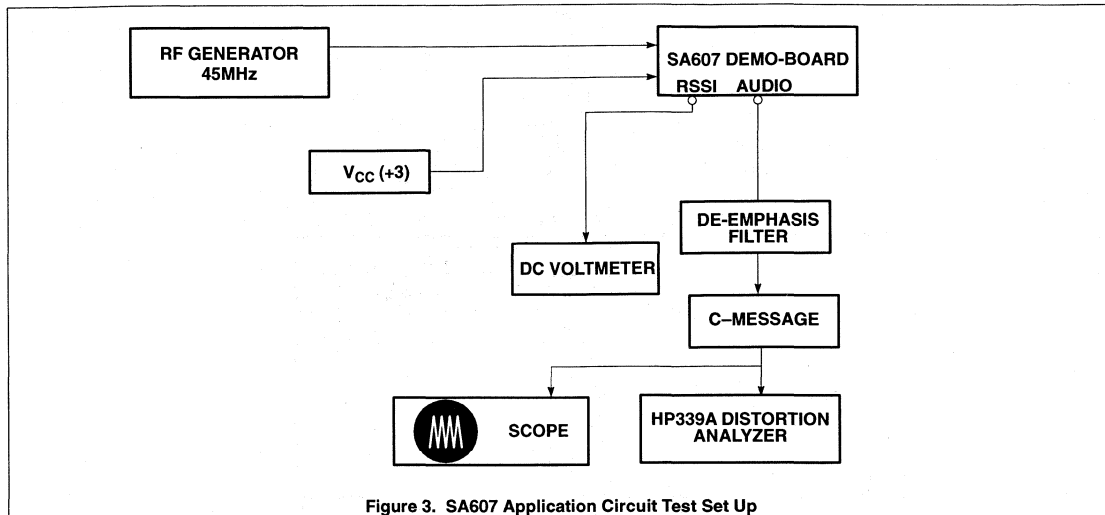 RF GENERATOR
45MHz
SA607 DEMO-BOARD
RSSI AUDIO
VCC (+3)
DE-EMPHASIS
FILTER
DC VOLTMETER
C–MESSAGE
SCOPE
HP339A DISTORTION
ANALYZER
Figure 3. SA607 Application Circuit Test Set Up